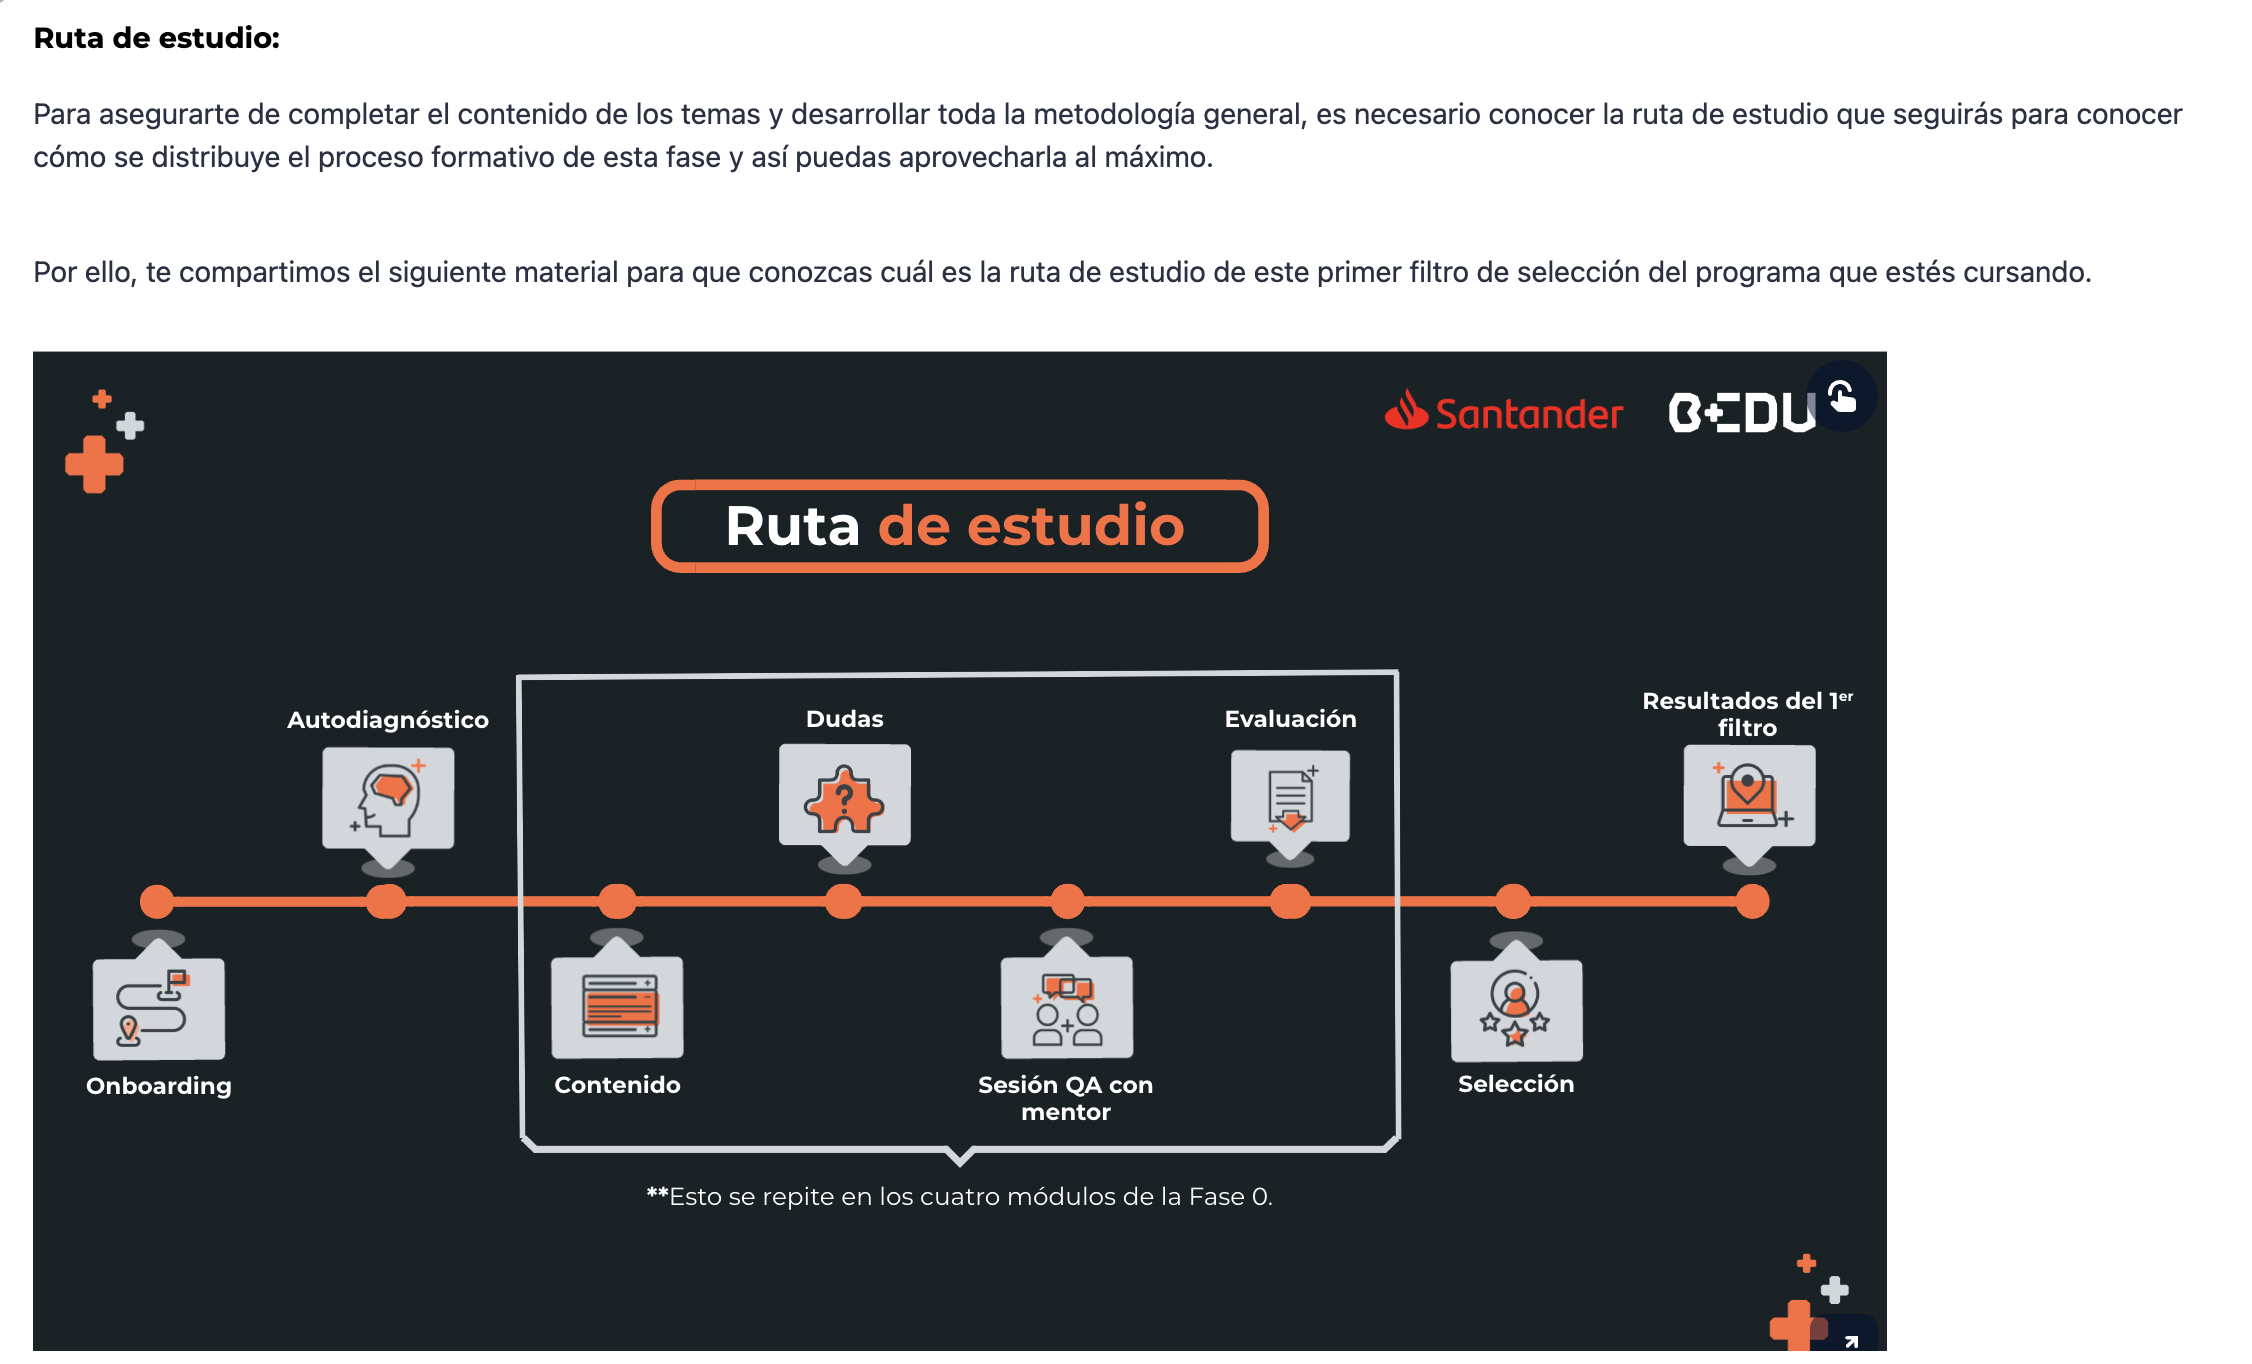 Ruta de estudio:
Para asegurarte de completar el contenido de los temas y desarrollar toda la metodología general, es necesario conocer la ruta de estudio que seguirás para conocer
cómo se distribuye el proceso formativo de esta fase y así puedas aprovecharla al máximo.
Por ello, te compartimos el siguiente material para que conozcas cuál es la ruta de estudio de este primer filtro de selección del programa que estés cursando.
Santander
B+EDU
Ruta de estudio
Autodiagnóstico
Dudas
Evaluación
Resultados del 1er
filtro
Onboarding
Contenido
Sesión QA con
mentor
Selección
**Esto se repite en los cuatro módulos de la Fase 0.